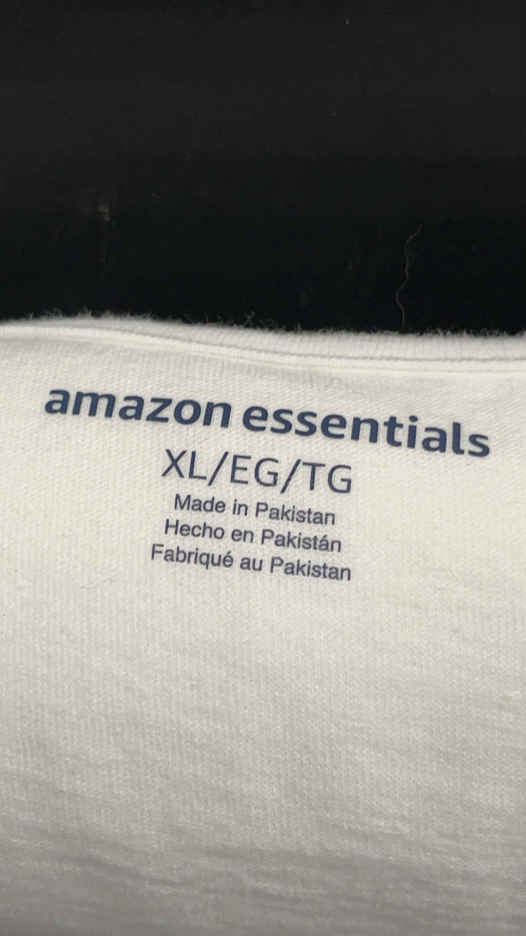 amazon essentials
XL/EG/TG
Made in Pakistan
Hecho en Pakistán
Fabriqué au Pakistan